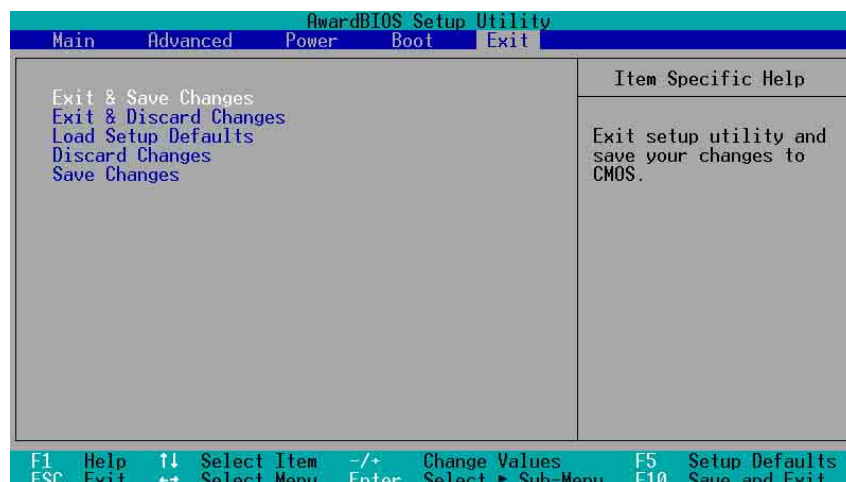 AwardBIOS Setup Utility
Main Advanced Power Boot Exit
Item Specific Help
Exit & Save Changes
Exit & Discard Changes
Load Setup Defaults
Discard Changes
Save Changes
Exit setup utility and
save your changes to
CMOS.
F1 Help ↑↓ Select Item -/+ Change Values F5 Setup Defaults
ESC Exit ←→ Select Menu Enter Select ► Sub-Menu F10 Save and Exit